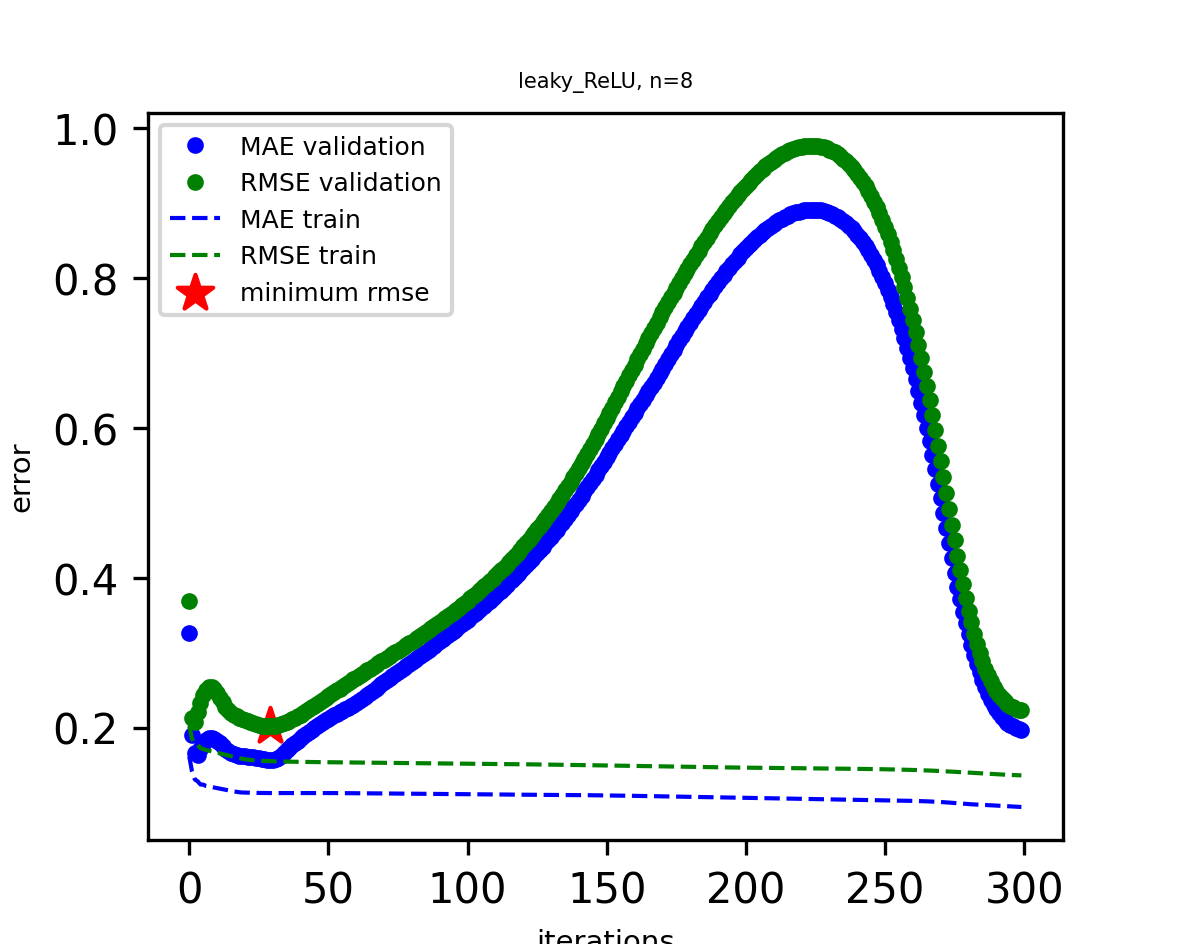 leaky_ReLU, n=8
1.0
0.8
0.6
0.4
0.2
error
MAE validation
RMSE validation
MAE train
RMSE train
minimum rmse
0 50 100 150 200 250 300
iterations